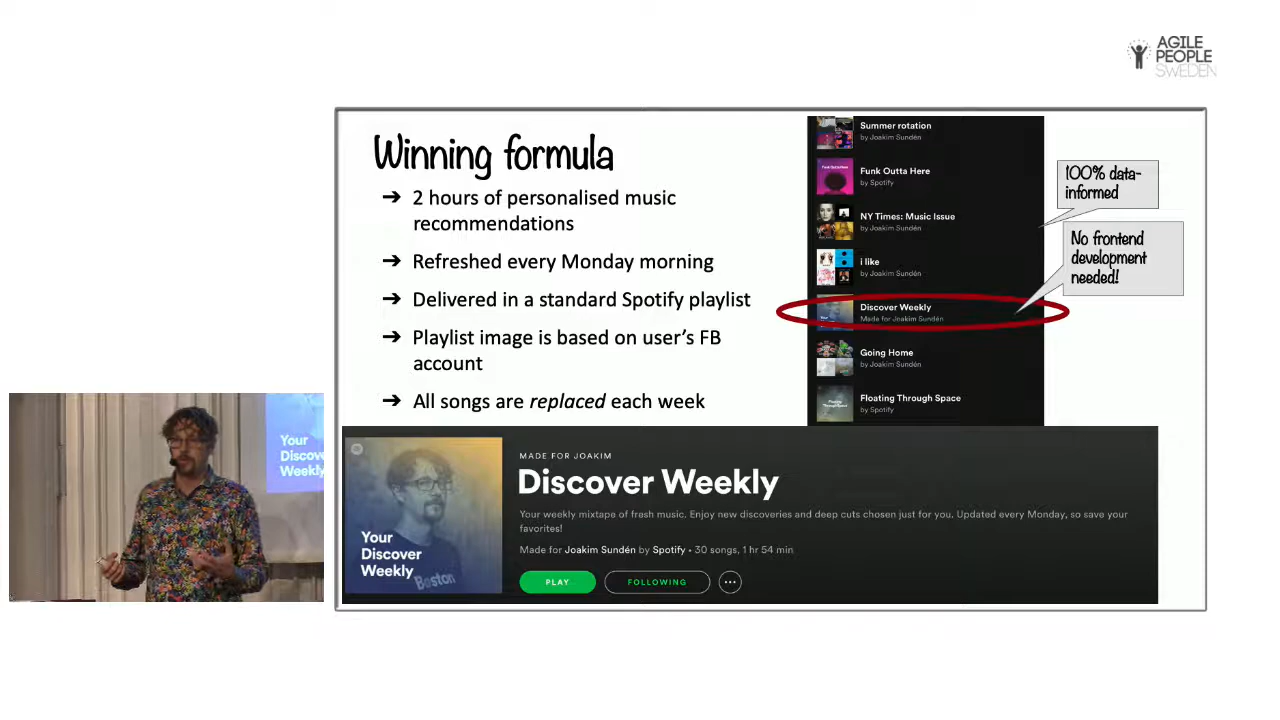 AGILE
PEOPLE
SWEDEN
Winning formula
➔ 2 hours of personalised music
recommendations
➔ Refreshed every Monday morning
➔ Delivered in a standard Spotify playlist
➔ Playlist image is based on user's FB
account
➔ All songs are replaced each week
Summer rotation
by Joakim Sundén
Funk Outta Here
by Spotify
NY Times: Music Issue
by Joakim Sundén
i like
by Joakim Sundén
Discover Weekly
Made for Joakim Sundén
Going Home
by Joakim Sundén
Floating Through Space
by Spotify
100% data-
informed
No frontend
development
needed!
Your
Discover
Weekly
Your
Discover
Weekly
Boston
MADE FOR JOAKIM
Discover Weekly
Your weekly mixtape of fresh music. Enjoy new discoveries and deep cuts chosen just for you. Updated every Monday, so save your
favorites!
Made for Joakim Sundén by Spotify • 30 songs, 1 hr 54 min
PLAY
FOLLOWING